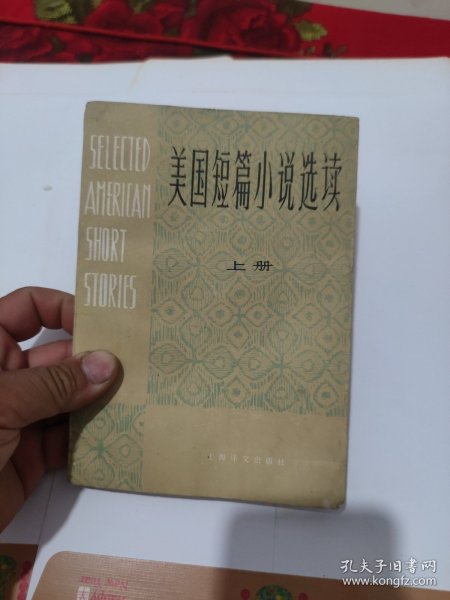 SELECTED
AMERICAN
SHORT
STORIES
美国短篇小说选读
上册
上海译文出版社
孔夫子旧书网
www.kongfz.com